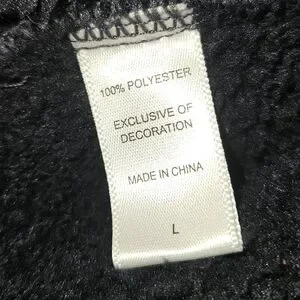 100% POLYESTER
EXCLUSIVE OF
DECORATION
MADE IN CHINA
L